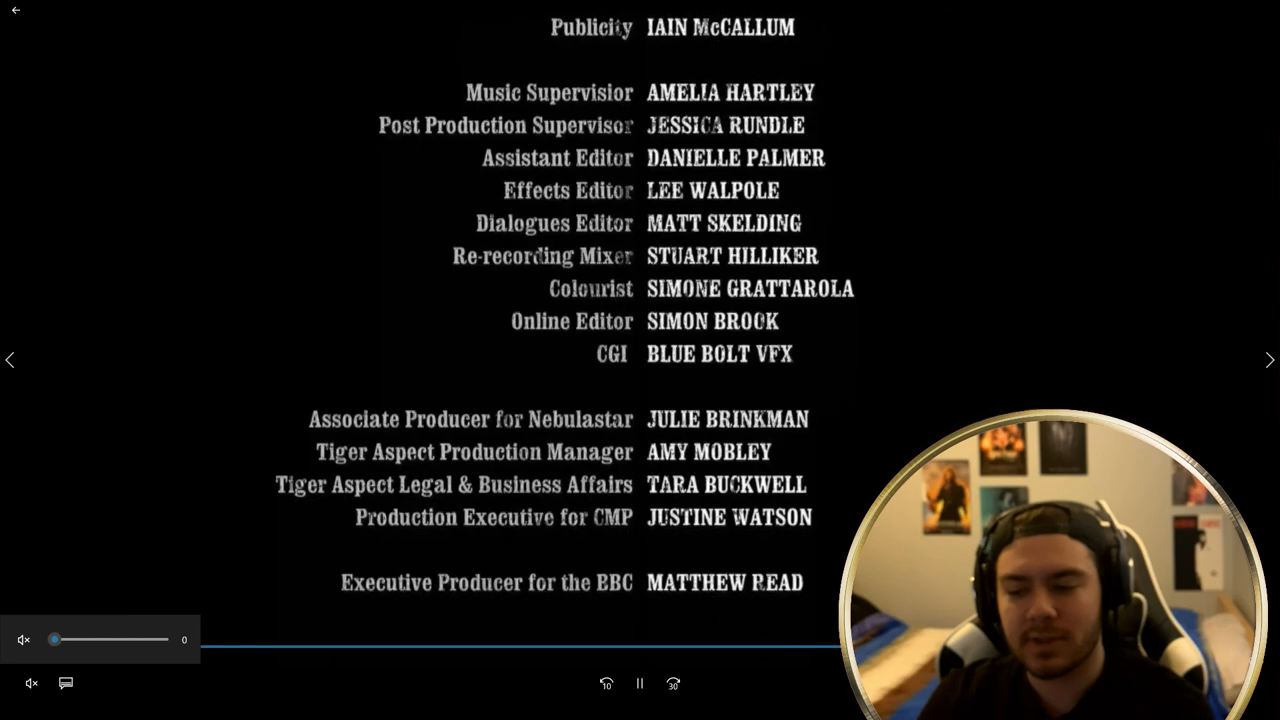 Publicity IAIN McCALLUM
Music Supervisior AMELIA HARTLEY
Post Production Supervisor JESSICA RUNDLE
Assistant Editor DANIELLE PALMER
Effects Editor LEE WALPOLE
Dialogues Editor MATT SKELDING
Re-recording Mixer STUART HILLIKER
Colourist SIMONE GRATTAROLA
Online Editor SIMON BROOK
CGI BLUE BOLT VFX
Associate Producer for Nebulastar JULIE BRINKMAN
Tiger Aspect Production Manager AMY MOBLEY
Tiger Aspect Legal & Business Affairs TARA BUCKWELL
Production Executive for CMP JUSTINE WATSON
Executive Producer for the BBC MATTHEW READ
0
10 30